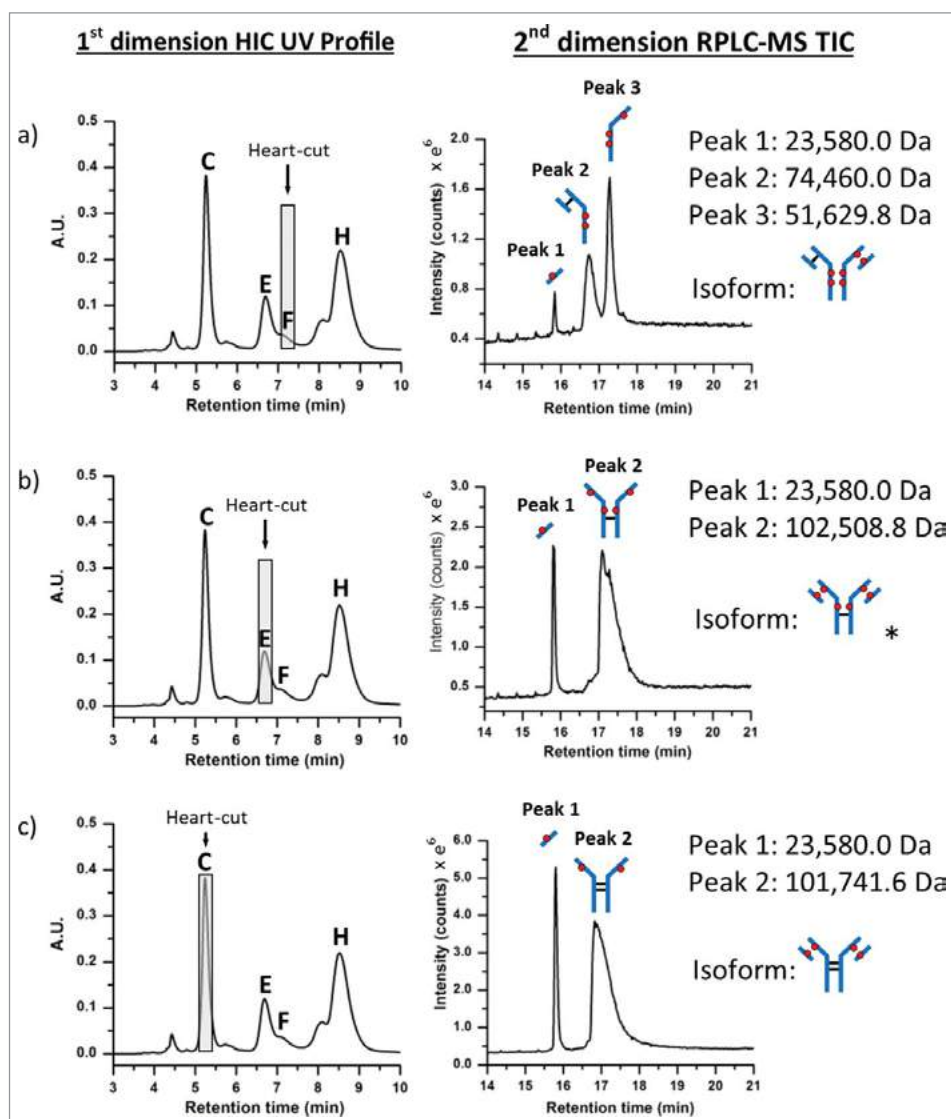 1st dimension HIC UV Profile
2nd dimension RPLC-MS TIC
a)
A.U.
0.5
0.4
0.3
0.2
0.1
0.0
C
Heart-cut
E
F
H
3 4 5 6 7 8 9 10
Retention time (min)
Intensity (counts) x e6
2.0
1.6
1.2
0.8
0.4
Peak 1
Peak 2
Peak 3
14 15 16 17 18 19 20 21
Retention time (min)
Peak 1: 23,580.0 Da
Peak 2: 74,460.0 Da
Peak 3: 51,629.8 Da
Isoform:
b)
A.U.
0.5
0.4
0.3
0.2
0.1
0.0
C
Heart-cut
E
F
H
3 4 5 6 7 8 9 10
Retention time (min)
Intensity (counts) x e6
3.0
2.5
2.0
1.5
1.0
0.5
Peak 1
Peak 2
14 15 16 17 18 19 20 21
Retention time (min)
Peak 1: 23,580.0 Da
Peak 2: 102,508.8 Da
Isoform:
*
c)
A.U.
0.5
0.4
0.3
0.2
0.1
0.0
Heart-cut
C
E
F
H
3 4 5 6 7 8 9 10
Retention time (min)
Intensity (counts) x e6
6.0
5.0
4.0
3.0
2.0
1.0
0.0
Peak 1
Peak 2
14 15 16 17 18 19 20 21
Retention time (min)
Peak 1: 23,580.0 Da
Peak 2: 101,741.6 Da
Isoform: